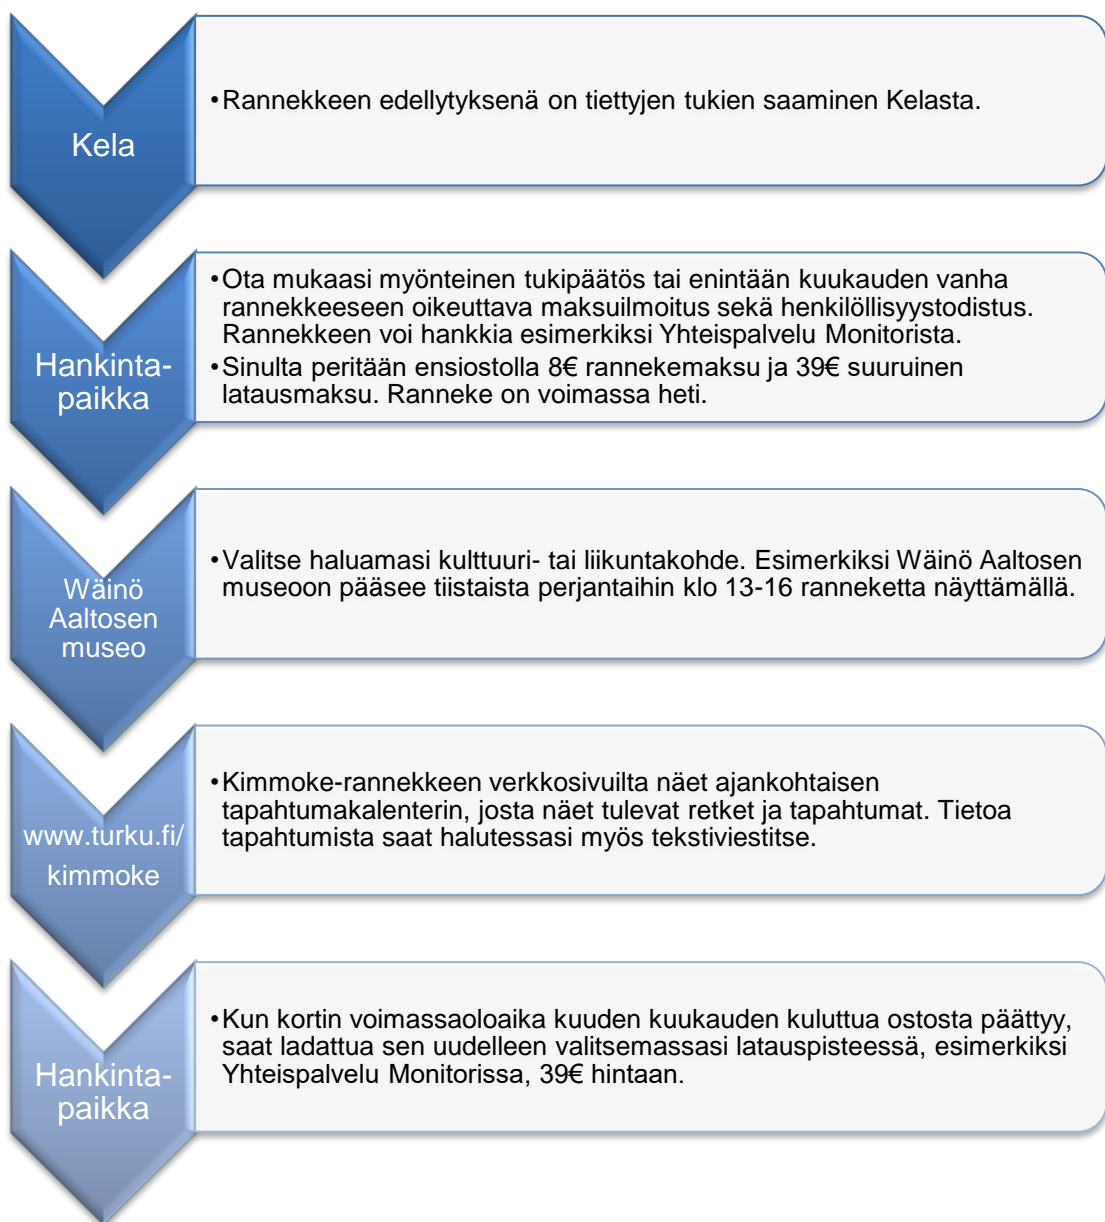 Kela
•Rannekkeen edellytyksenä on tiettyjen tukien saaminen Kelasta.
Hankinta-
paikka
•Ota mukaasi myönteinen tukipäätös tai enintään kuukauden vanha
rannekkeeseen oikeuttava maksuilmoitus sekä henkilöllisyystodistus.
Rannekkeen voi hankkia esimerkiksi Yhteispalvelu Monitorista.
•Sinulta peritään ensiostolla 8€ rannekemaksu ja 39€ suuruinen
latausmaksu. Ranneke on voimassa heti.
Wäinö
Aaltosen
museo
•Valitse haluamasi kulttuuri- tai liikuntakohde. Esimerkiksi Wäinö Aaltosen
museoon pääsee tiistaista perjantaihin klo 13-16 ranneketta näyttämällä.
www.turku.fi/
kimmoke
•Kimmoke-rannekkeen verkkosivuilta näet ajankohtaisen
tapahtumakalenterin, josta näet tulevat retket ja tapahtumat. Tietoa
tapahtumista saat halutessasi myös tekstiviestitse.
Hankinta-
paikka
•Kun kortin voimassaoloaika kuuden kuukauden kuluttua ostosta päättyy,
saat ladattua sen uudelleen valitsemassasi latauspisteessä, esimerkiksi
Yhteispalvelu Monitorissa, 39€ hintaan.